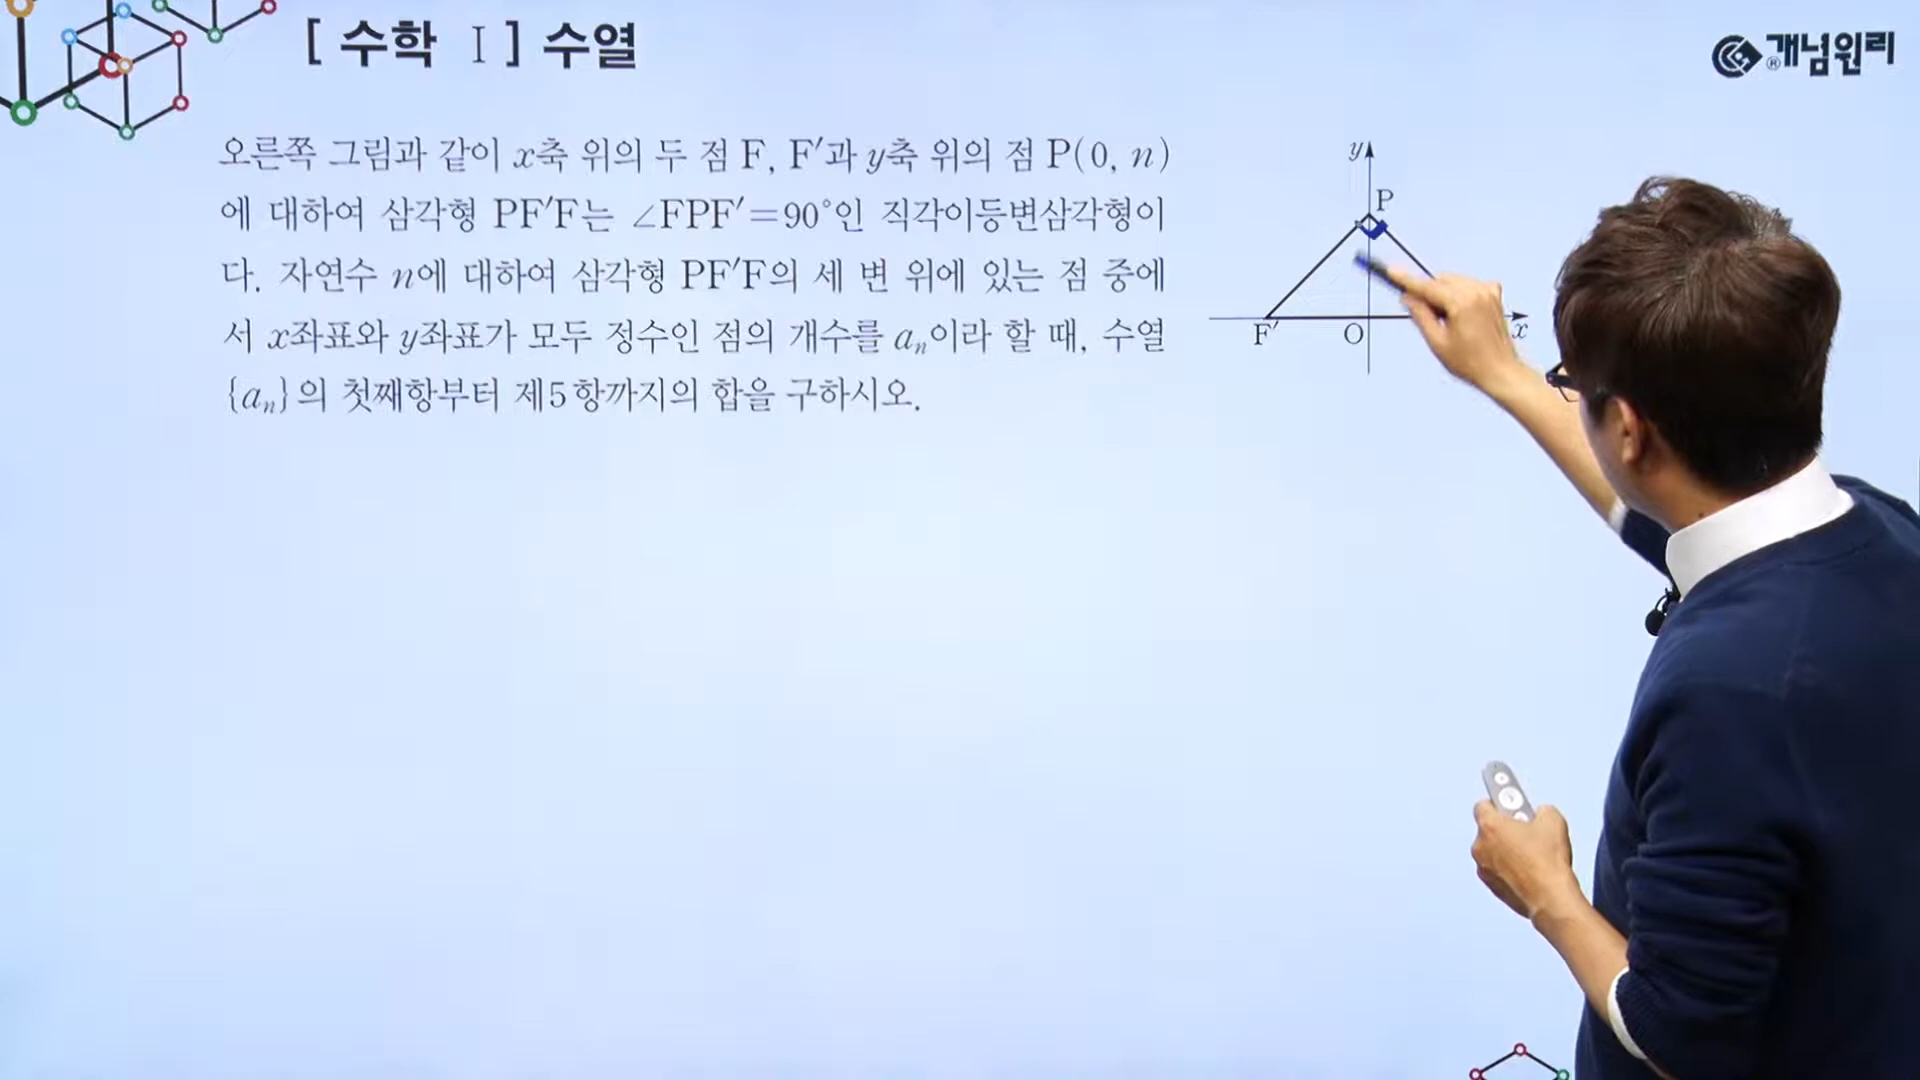 [ 수학 Ⅰ ] 수열
개념원리
®
오른쪽 그림과 같이 x축 위의 두 점 F, F′과 y축 위의 점 P(0, n)
에 대하여 삼각형 PF′F는 ∠FPF′=90°인 직각이등변삼각형이
다. 자연수 n에 대하여 삼각형 PF′F의 세 변 위에 있는 점 중에
서 x좌표와 y좌표가 모두 정수인 점의 개수를 aₙ이라 할 때, 수열
{aₙ}의 첫째항부터 제5항까지의 합을 구하시오.
y
P
F′
O
x